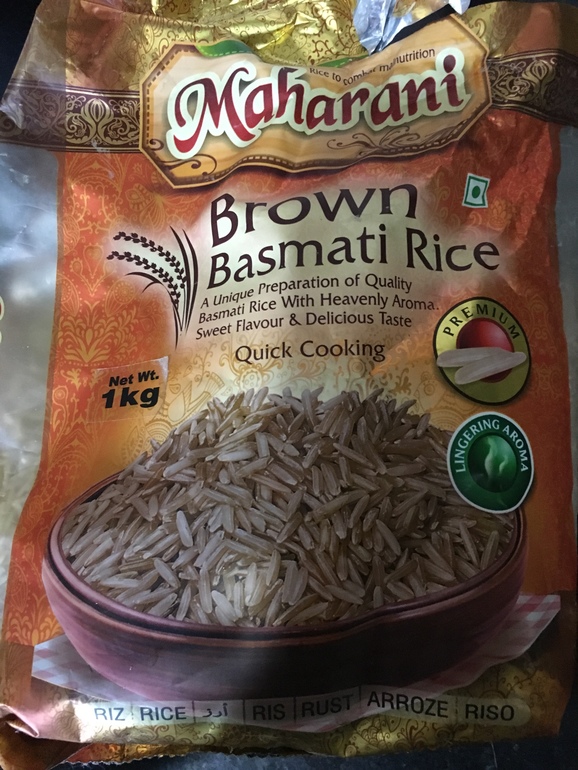 Rice to combat malnutrition
Maharani
Brown
Basmati Rice
A Unique Preparation of Quality
Basmati Rice With Heavenly Aroma.
Sweet Flavour & Delicious Taste
Quick Cooking
PREMIUM
Net Wt.
1kg
LINGERING AROMA
RIZ RICE أرز RIS RUST ARROZE RISO